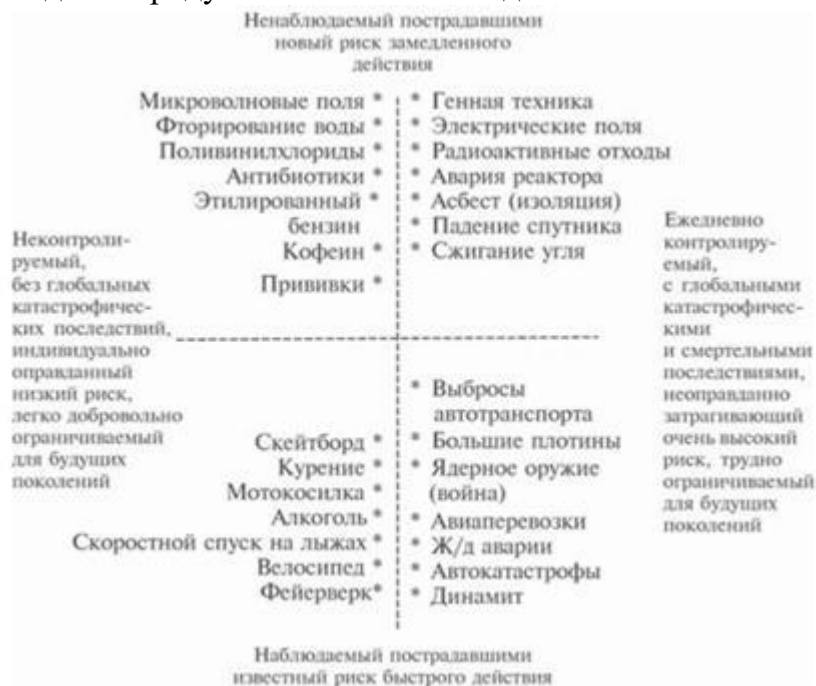 Ненаблюдаемый пострадавшими
новый риск замедленного
действия
Микроволновые поля *
Фторирование воды *
Поливинилхлориды *
Антибиотики *
Этилированный *
бензин
Кофеин *
Прививки *
* Генная техника
* Электрические поля
* Радиоактивные отходы
* Авария реактора
* Асбест (изоляция)
* Падение спутника
* Сжигание угля
Неконтроли-
руемый,
без глобальных
катастрофичес-
ких последствий,
индивидуально
оправданный
низкий риск,
легко добровольно
ограничиваемый
для будущих
поколений
Ежедневно
контролиру-
емый,
с глобальными
катастрофичес-
кими
и смертельными
последствиями,
неоправданно
затрагивающий
очень высокий
риск, трудно
ограничиваемый
для будущих
поколений
Скейтборд *
Курение *
Мотокосилка *
Алкоголь *
Скоростной спуск на лыжах *
Велосипед *
Фейерверк*
* Выбросы
автотранспорта
* Большие плотины
* Ядерное оружие
(война)
* Авиаперевозки
* Ж/д аварии
* Автокатастрофы
* Динамит
Наблюдаемый пострадавшими
известный риск быстрого действия